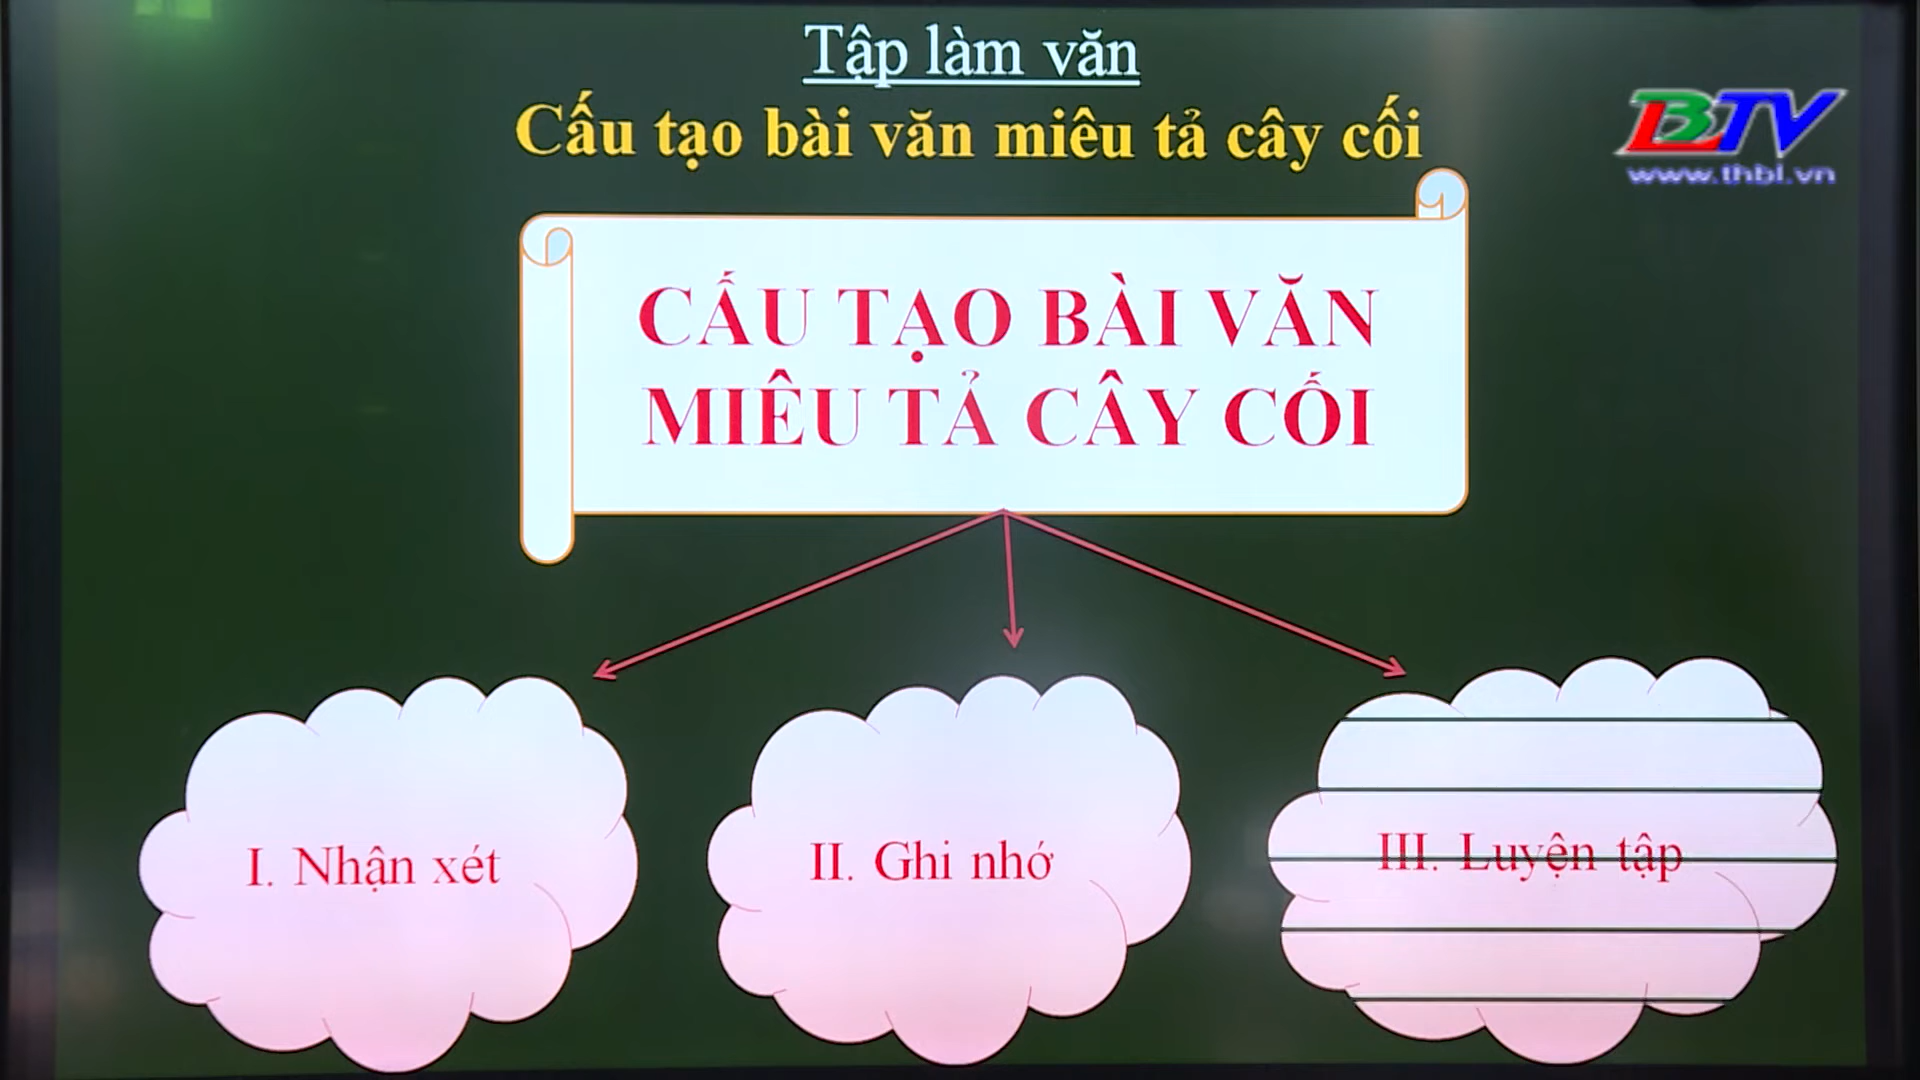 Tập làm văn
Cấu tạo bài văn miêu tả cây cối
BTV
www.thbl.vn
CẤU TẠO BÀI VĂN
MIÊU TẢ CÂY CỐI
I. Nhận xét
II. Ghi nhớ
III. Luyện tập